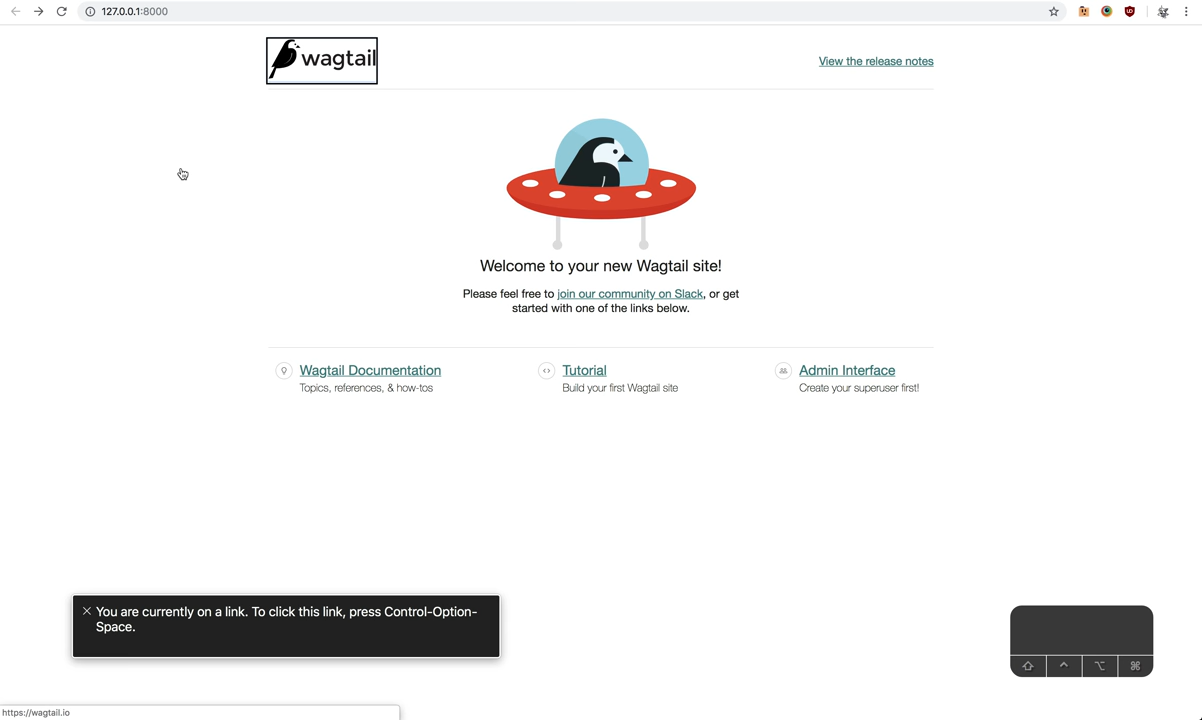 127.0.0.1:8000
wagtail
View the release notes
Welcome to your new Wagtail site!
Please feel free to join our community on Slack, or get
started with one of the links below.
Wagtail Documentation
Topics, references, & how-tos
Tutorial
Build your first Wagtail site
Admin Interface
Create your superuser first!
You are currently on a link. To click this link, press Control-Option-
Space.
https://wagtail.io